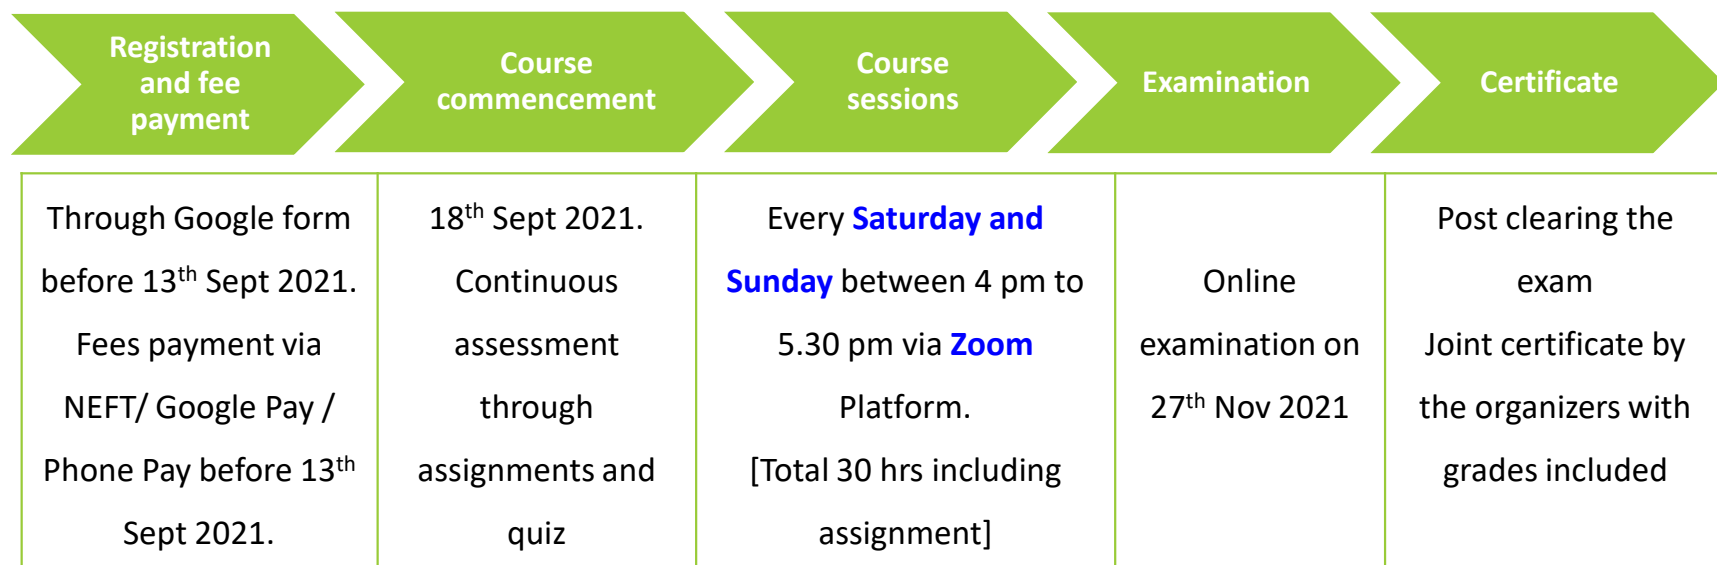 Registration
and fee
payment
Course
commencement
Course
sessions
Examination
Certificate
Through Google form
before 13th Sept 2021.
Fees payment via
NEFT/ Google Pay /
Phone Pay before 13th
Sept 2021.
18th Sept 2021.
Continuous
assessment
through
assignments and
quiz
Every Saturday and
Sunday between 4 pm to
5.30 pm via Zoom
Platform.
[Total 30 hrs including
assignment]
Online
examination on
27th Nov 2021
Post clearing the
exam
Joint certificate by
the organizers with
grades included